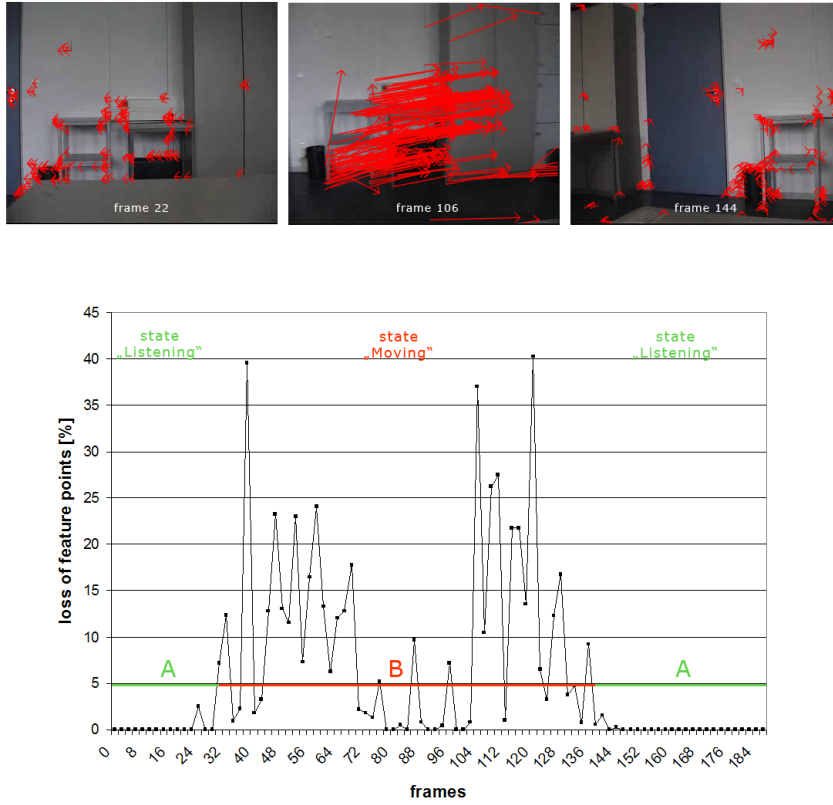 frame 22
frame 106
frame 144
state
„Listening“
state
„Moving“
state
„Listening“
45
40
35
30
25
20
15
10
5
0
loss of feature points [%]
A
B
A
0
8
16
24
32
40
48
56
64
72
80
88
96
104
112
120
128
136
144
152
160
168
176
184
frames